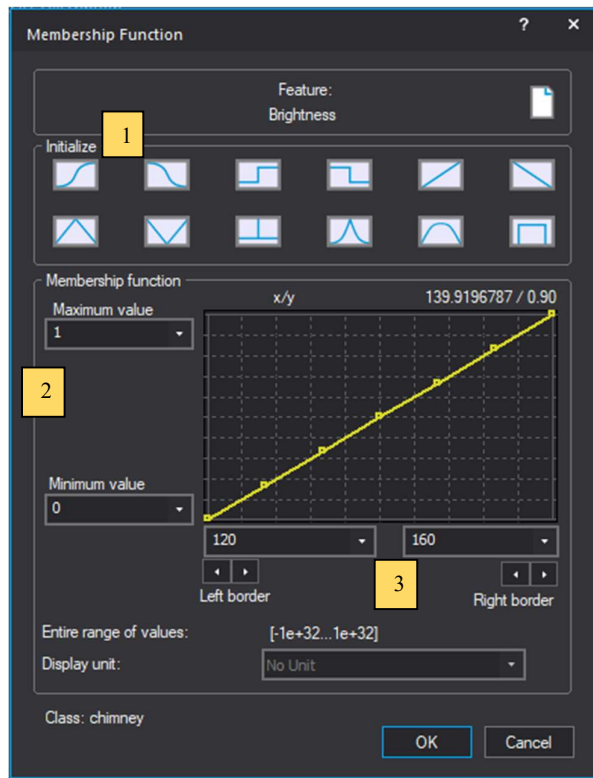 Membership Function ? ×
Feature:
Brightness
1
Initialize
Membership function
Maximum value x/y 139.9196787 / 0.90
1
2
Minimum value
0
120 160
3
Left border Right border
Entire range of values: [-1e+32...1e+32]
Display unit: No Unit
Class: chimney
OK Cancel